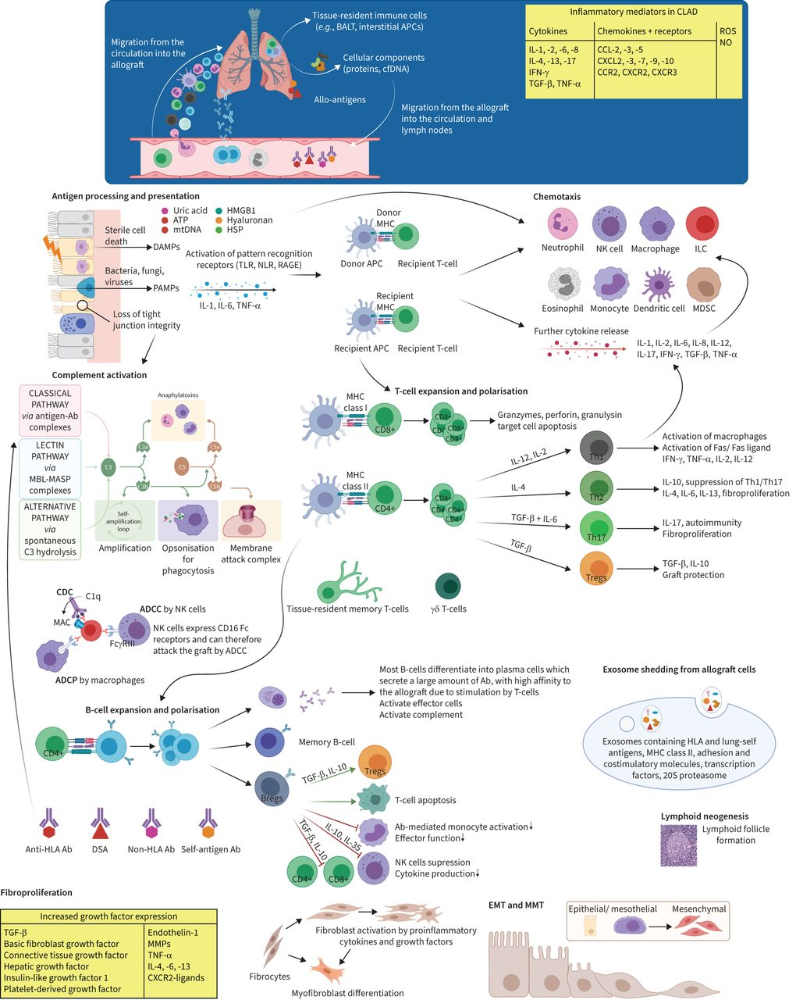 Tissue-resident immune cells
(e.g., BALT, interstitial APCs)
Migration from the
circulation into the
allograft
Cellular components
(proteins, cfDNA)
Allo-antigens
Migration from the allograft
into the circulation and
lymph nodes
Inflammatory mediators in CLAD
Cytokines
Chemokines + receptors
ROS
NO
IL-1, -2, -6, -8
IL-4, -13, -17
IFN-γ
TGF-β, TNF-α
CCL-2, -3, -5
CXCL2, -3, -7, -9, -10
CCR2, CXCR2, CXCR3
Antigen processing and presentation
Uric acid
ATP
mtDNA
HMGB1
Hyaluronan
HSP
Sterile cell
death
DAMPs
Bacteria, fungi,
viruses
PAMPs
Loss of tight
junction integrity
Activation of pattern recognition
receptors (TLR, NLR, RAGE)
IL-1, IL-6, TNF-α
Donor
MHC
Donor APC
Recipient T-cell
Recipient
MHC
Recipient APC
Recipient T-cell
Chemotaxis
Neutrophil
NK cell
Macrophage
ILC
Eosinophil
Monocyte
Dendritic cell
MDSC
Further cytokine release
IL-1, IL-2, IL-6, IL-8, IL-12,
IL-17, IFN-γ, TGF-β, TNF-α
Complement activation
CLASSICAL
PATHWAY
via antigen-Ab
complexes
LECTIN
PATHWAY
via
MBL-MASP
complexes
ALTERNATIVE
PATHWAY
via
spontaneous
C3 hydrolysis
Anaphylatoxins
C3a
C5a
C3
C5
C3b
C5b
Self-
amplification
loop
Amplification
Opsonisation
for
phagocytosis
Membrane
attack complex
T-cell expansion and polarisation
MHC
class I
CD8+
CD8+
CD8+
CD8+
Granzymes, perforin, granulysin
target cell apoptosis
MHC
class II
CD4+
CD4+
CD4+
CD4+
IL-12, IL-2
Th1
Activation of macrophages
Activation of Fas/ Fas ligand
IFN-γ, TNF-α, IL-2, IL-12
IL-4
Th2
IL-10, suppression of Th1/Th17
IL-4, IL-6, IL-13, fibroproliferation
TGF-β + IL-6
Th17
IL-17, autoimmunity
Fibroproliferation
TGF-β
Tregs
TGF-β, IL-10
Graft protection
Tissue-resident memory T-cells
γδ T-cells
CDC
C1q
MAC
FcγRIII
ADCC by NK cells
NK cells express CD16 Fc
receptors and can therefore
attack the graft by ADCC
ADCP by macrophages
B-cell expansion and polarisation
CD4+
Most B-cells differentiate into plasma cells which
secrete a large amount of Ab, with high affinity to
the allograft due to stimulation by T-cells
Activate effector cells
Activate complement
Memory B-cell
Bregs
TGF-β, IL-10
Tregs
T-cell apoptosis
IL-10, IL-35
Ab-mediated monocyte activation↓
Effector function↓
TGF-β, IL-10
CD4+
CD8+
NK cells supression
Cytokine production↓
Exosome shedding from allograft cells
Exosomes containing HLA and lung-self
antigens, MHC class II, adhesion and
costimulatory molecules, transcription
factors, 20S proteasome
Lymphoid neogenesis
Lymphoid follicle
formation
Anti-HLA Ab
DSA
Non-HLA Ab
Self-antigen Ab
Fibroproliferation
Increased growth factor expression
TGF-β
Basic fibroblast growth factor
Connective tissue growth factor
Hepatic growth factor
Insulin-like growth factor 1
Platelet-derived growth factor
Endothelin-1
MMPs
TNF-α
IL-4, -6, -13
CXCR2-ligands
Fibroblast activation by proinflammatory
cytokines and growth factors
Fibrocytes
Myofibroblast differentiation
EMT and MMT
Epithelial/ mesothelial
Mesenchymal